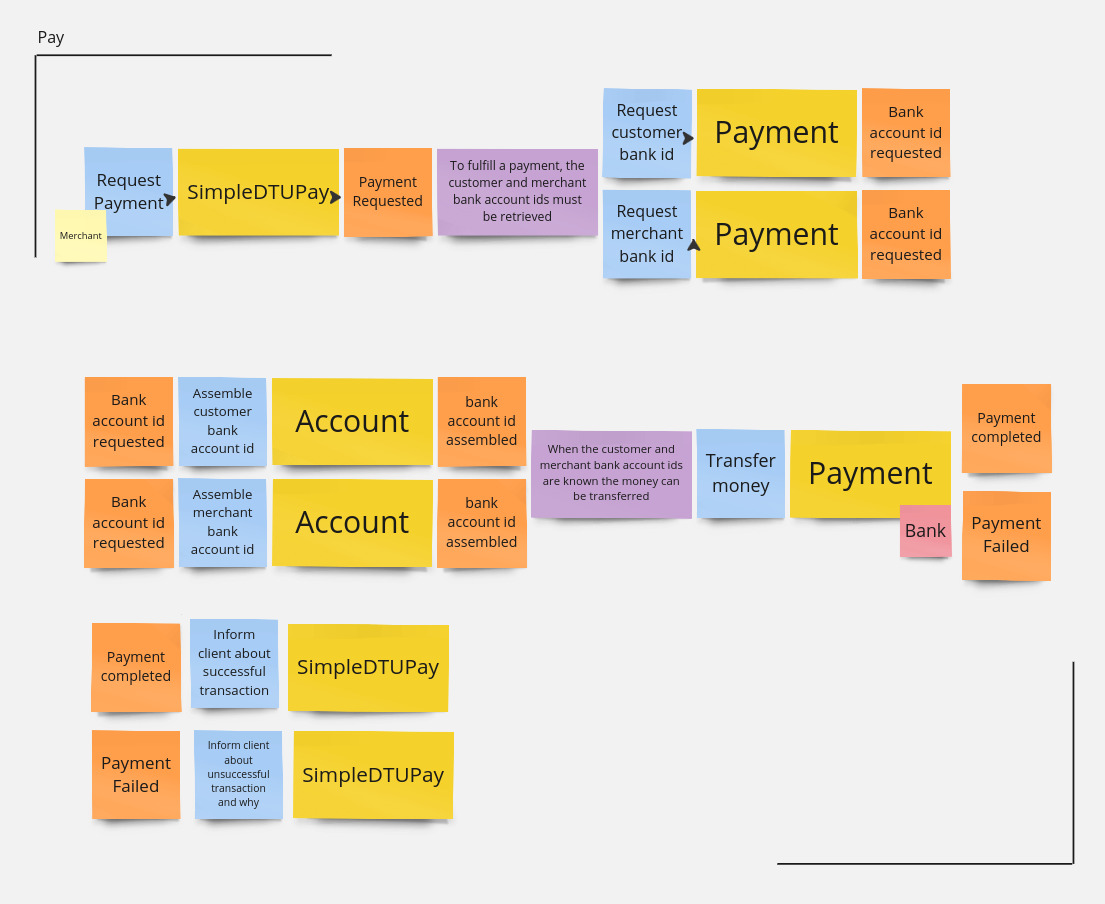 Pay
Request
Payment
Merchant
SimpleDTUPay
Payment
Requested
To fulfill a payment, the
customer and merchant
bank account ids must
be retrieved
Request
customer
bank id
Payment
Bank
account id
requested
Request
merchant
bank id
Payment
Bank
account id
requested
Bank
account id
requested
Assemble
customer
bank
account id
Account
bank
account id
assembled
Bank
account id
requested
Assemble
merchant
bank
account id
Account
bank
account id
assembled
When the customer and
merchant bank account ids
are known the money can
be transferred
Transfer
money
Payment
Bank
Payment
completed
Payment
Failed
Payment
completed
Inform
client about
successful
transaction
SimpleDTUPay
Payment
Failed
Inform client
about
unsuccessful
transaction
and why
SimpleDTUPay